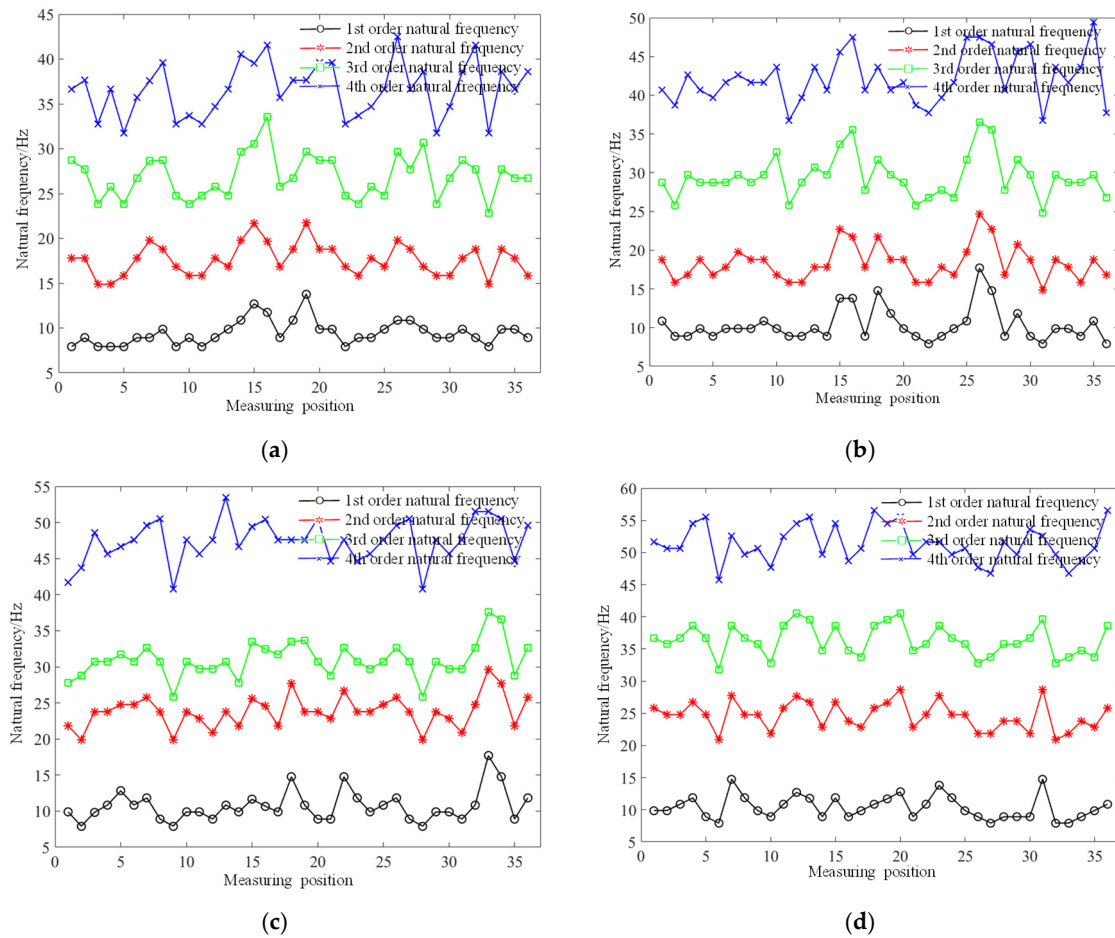 45
40
35
30
25
20
15
10
5
Natural frequency/Hz
1st order natural frequency
2nd order natural frequency
3rd order natural frequency
4th order natural frequency
0 5 10 15 20 25 30 35
Measuring position
(a)
50
45
40
35
30
25
20
15
10
5
Natural frequency/Hz
1st order natural frequency
2nd order natural frequency
3rd order natural frequency
4th order natural frequency
0 5 10 15 20 25 30 35
Measuring position
(b)
55
50
45
40
35
30
25
20
15
10
5
Natural frequency/Hz
1st order natural frequency
2nd order natural frequency
3rd order natural frequency
4th order natural frequency
0 5 10 15 20 25 30 35
Measuring position
(c)
60
55
50
45
40
35
30
25
20
15
10
5
Natural frequency/Hz
1st order natural frequency
2nd order natural frequency
3rd order natural frequency
4th order natural frequency
0 5 10 15 20 25 30 35
Measuring position
(d)